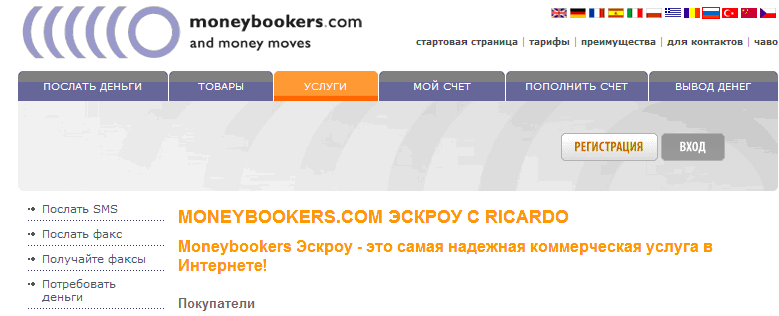 moneybookers.com
and money moves
стартовая страница | тарифы | преимущества | для контактов | чаво
ПОСЛАТЬ ДЕНЬГИ
ТОВАРЫ
УСЛУГИ
МОЙ СЧЕТ
ПОПОЛНИТЬ СЧЕТ
ВЫВОД ДЕНЕГ
РЕГИСТРАЦИЯ
ВХОД
Послать SMS
Послать факс
Получайте факсы
Потребовать
деньги
MONEYBOOKERS.COM ЭСКРОУ С RICARDO
Moneybookers Эскроу - это самая надежная коммерческая услуга в
Интернете!
Покупатели